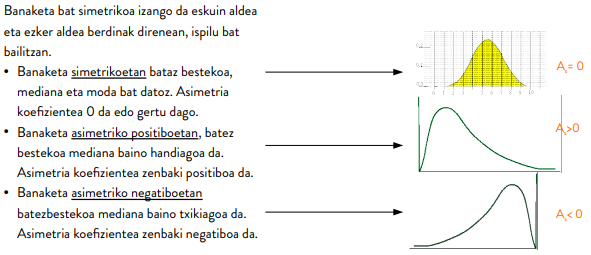 Banaketa bat simetrikoa izango da eskuin aldea
eta ezker aldea berdinak direnean, ispilu bat
bailitzan.
• Banaketa simetrikoetan bataz bestekoa,
mediana eta moda bat datoz. Asimetria
koefizientea 0 da edo gertu dago.
Aₛ= 0
• Banaketa asimetriko positiboetan, batez
bestekoa mediana baino handiagoa da.
Asimetria koefizientea zenbaki positiboa da.
Aₛ>0
• Banaketa asimetriko negatiboetan
batezbestekoa mediana baino txikiagoa da.
Asimetria koefizientea zenbaki negatiboa da.
Aₛ< 0